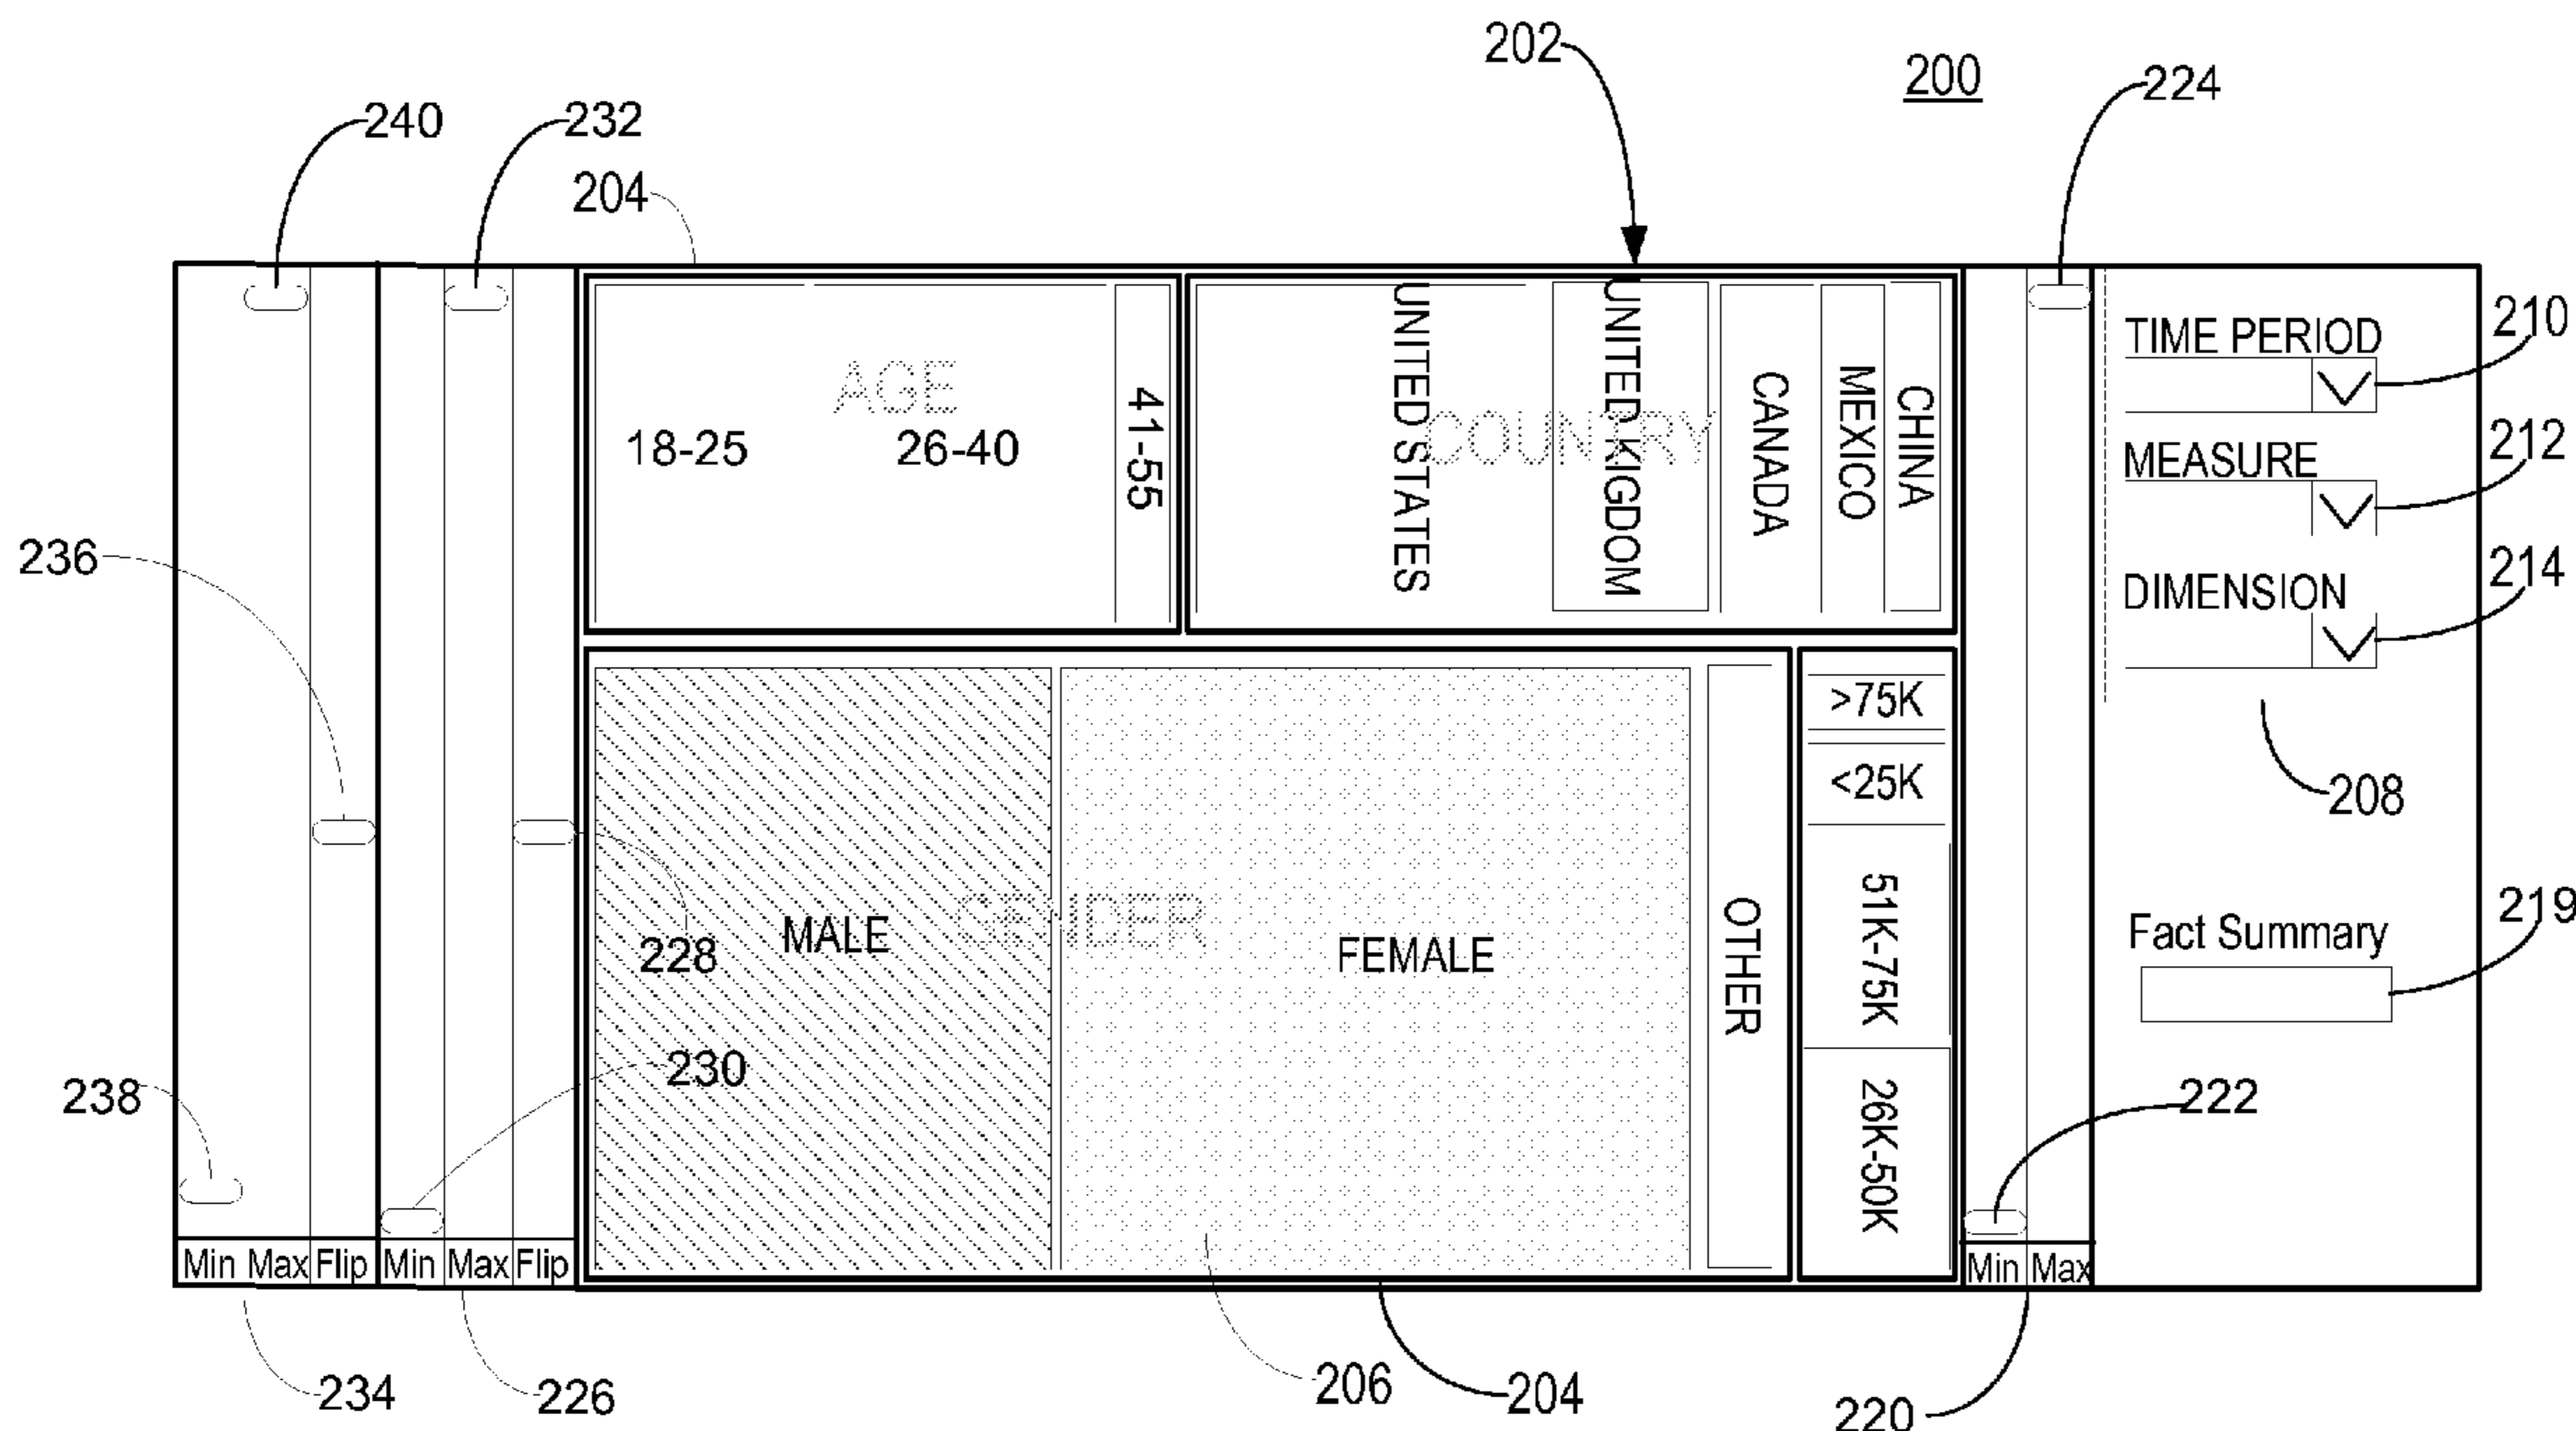 202
200
224
240
232
204
210
TIME PERIOD
AGE
18-25
26-40
41-55
COUNTRY
UNITED STATES
UNITED KIGDOM
CANADA
MEXICO
CHINA
212
MEASURE
236
214
DIMENSION
>75K
<25K
208
51K-75K
26K-50K
GENDER
MALE
FEMALE
OTHER
228
219
Fact Summary
230
238
222
Min Max Flip Min Max Flip
Min Max
234
226
206
204
220